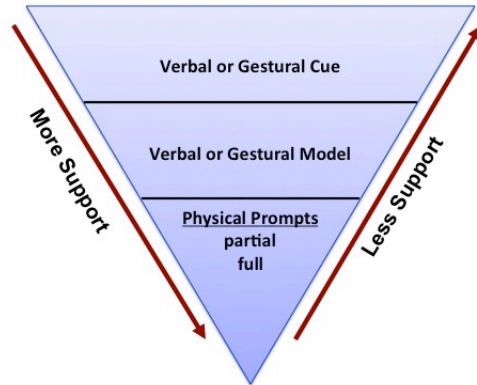 Verbal or Gestural Cue
More Support
Verbal or Gestural Model
Less Support
Physical Prompts
partial
full